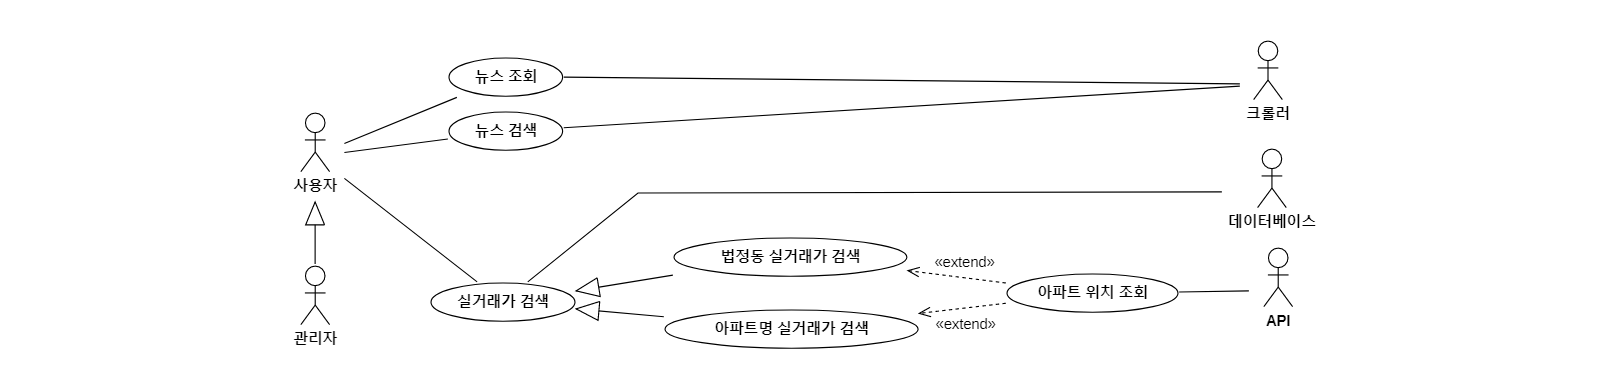 뉴스 조회
크롤러
뉴스 검색
사용자
데이터베이스
법정동 실거래가 검색
«extend»
아파트 위치 조회
실거래가 검색
API
아파트명 실거래가 검색
«extend»
관리자